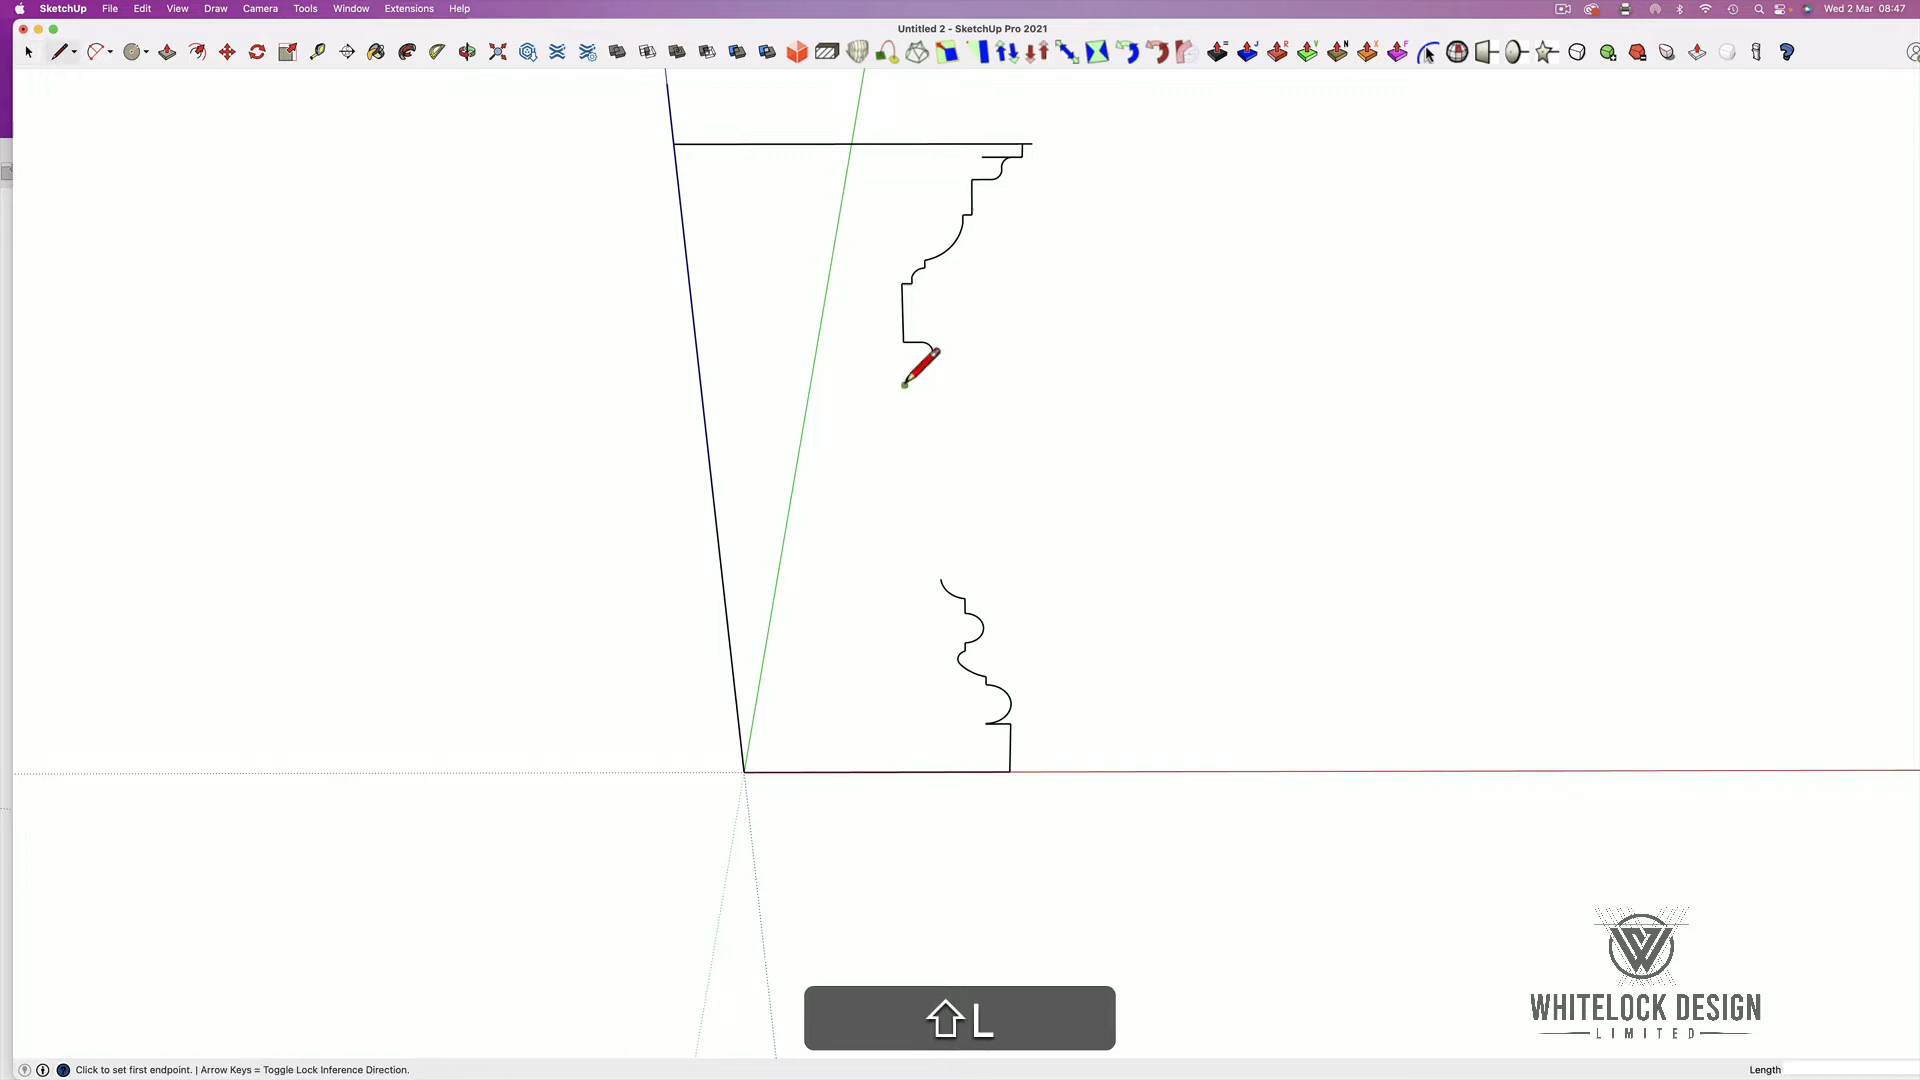 SketchUp File Edit View Draw Camera Tools Window Extensions Help
Wed 2 Mar 08:47
Untitled 2 - SketchUp Pro 2021
⇧L
WHITELOCK DESIGN
LIMITED
Click to set first endpoint. | Arrow Keys = Toggle Lock Inference Direction.
Length